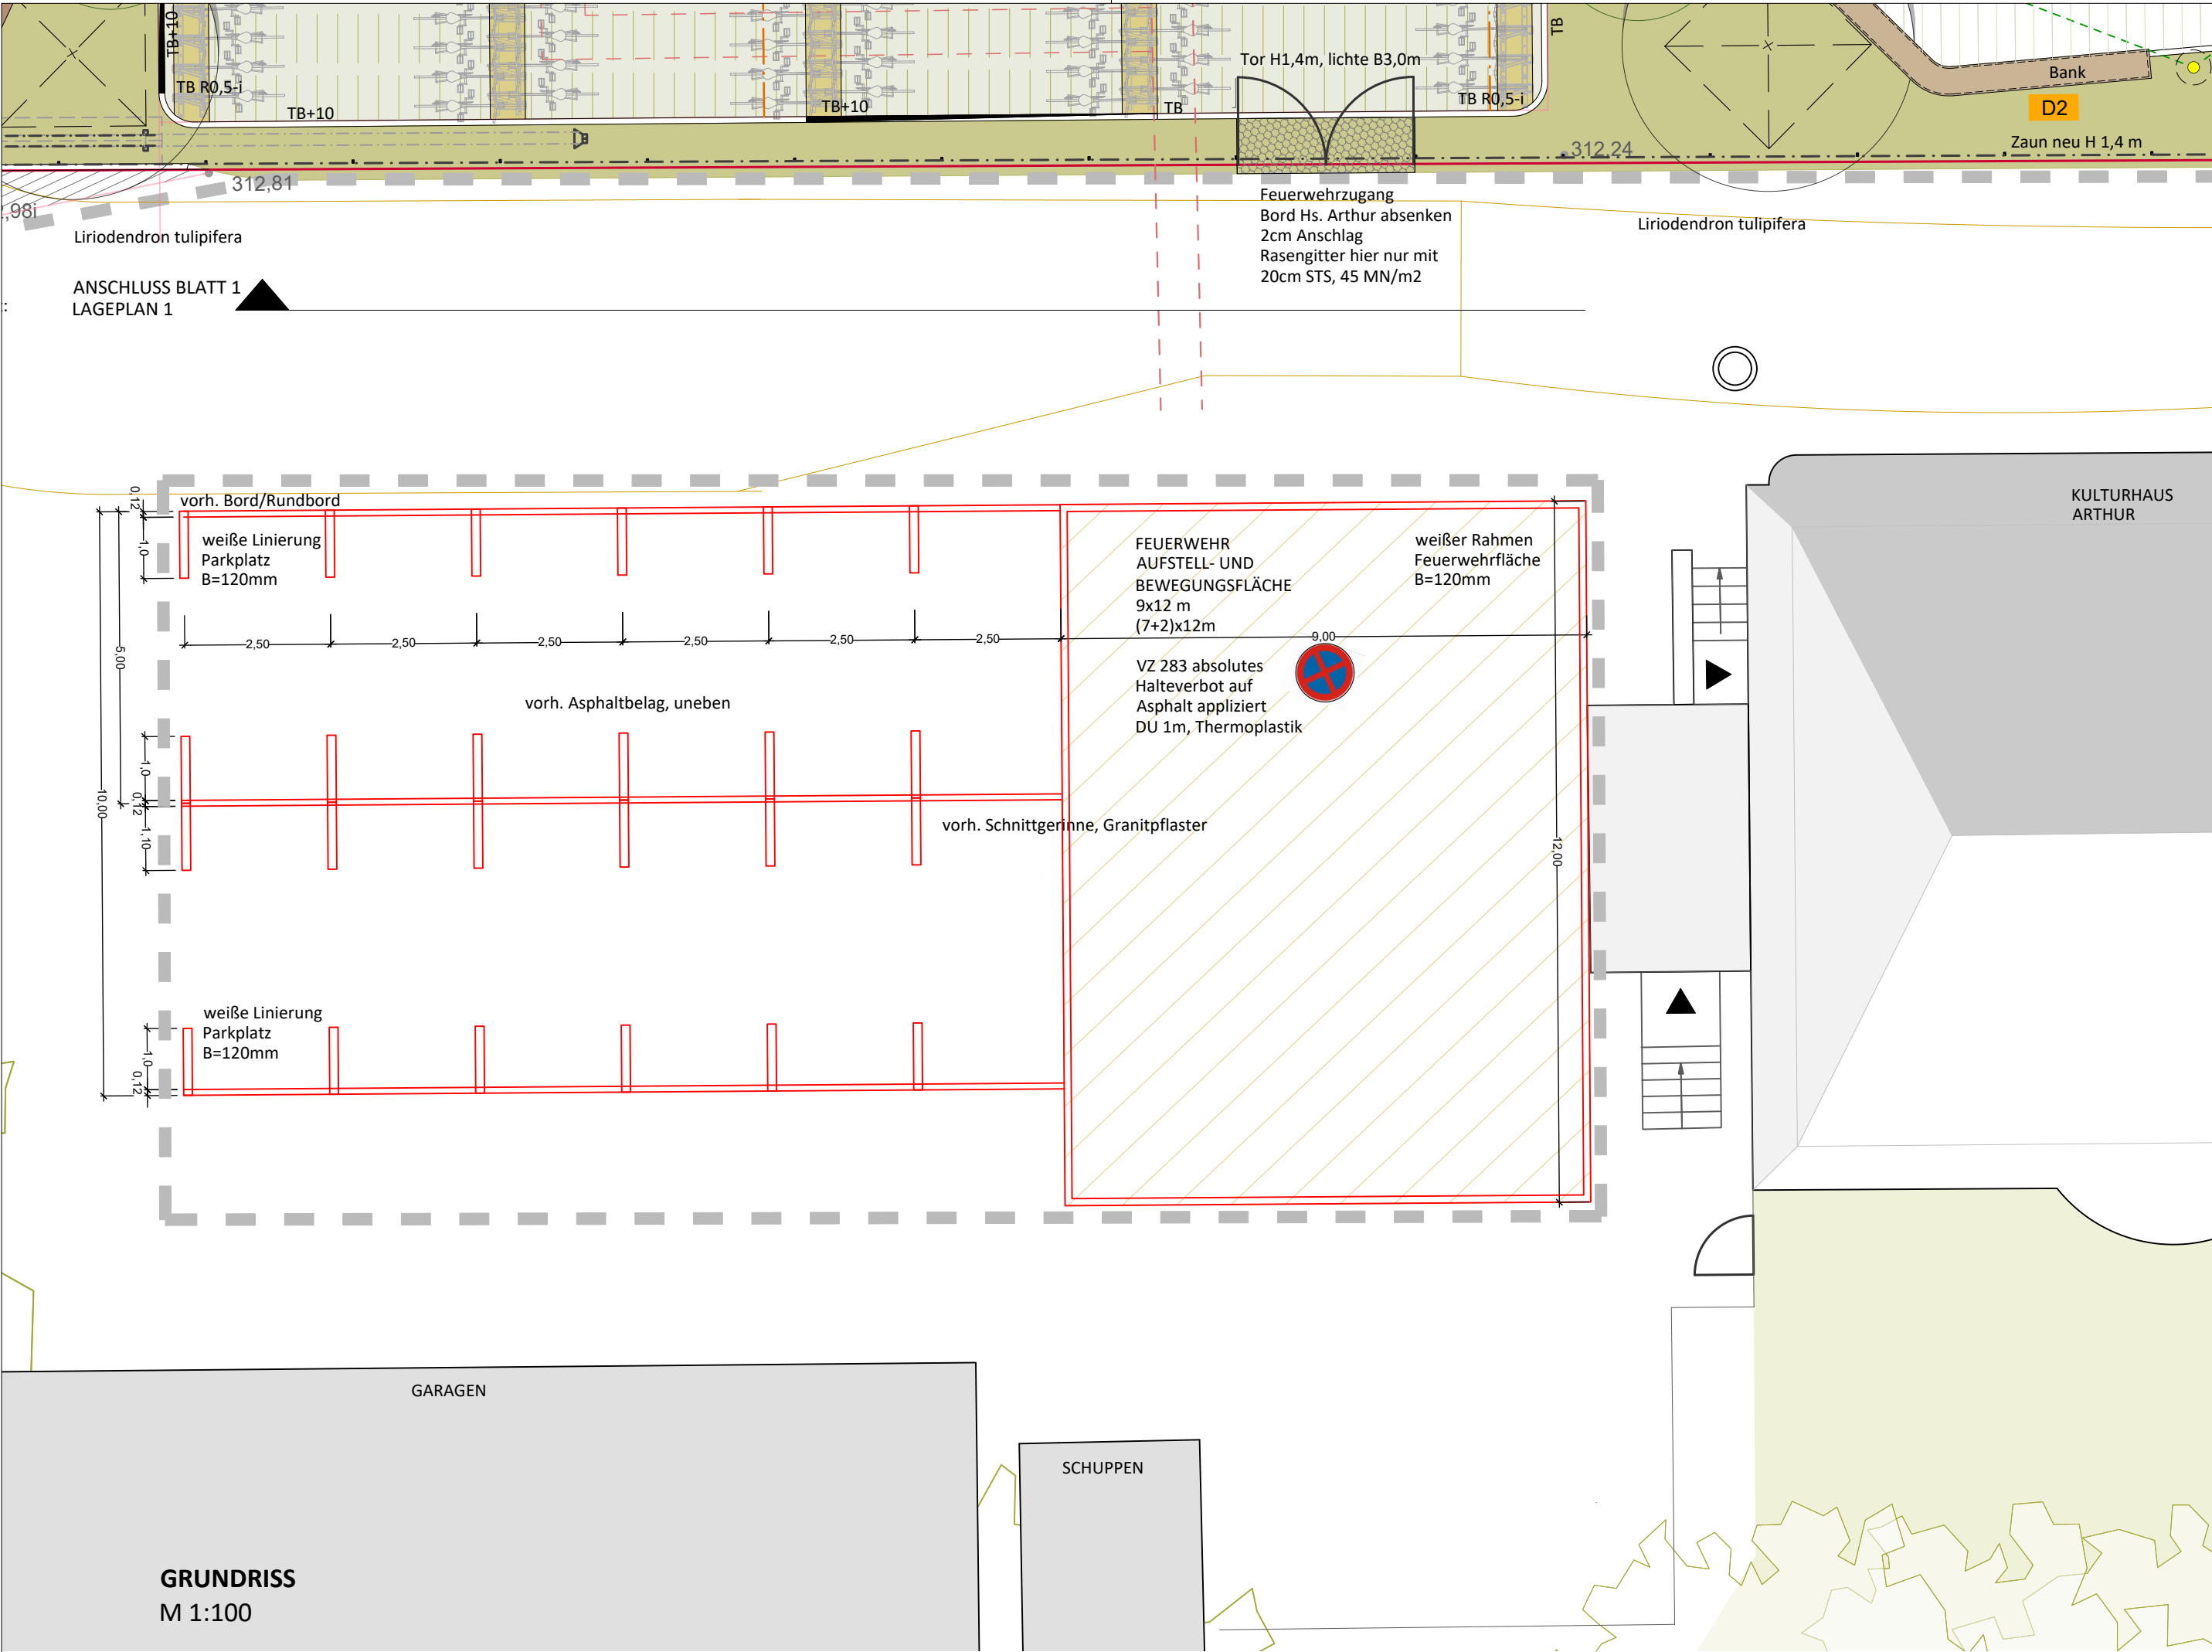 TB+10
TB R0,5-i
TB+10
TB+10
TB
Tor H1,4m, lichte B3,0m
TB R0,5-i
TB
Bank
D2
Zaun neu H 1,4 m
312,24
312,81
,98i
Liriodendron tulipifera
Feuerwehrzugang
Bord Hs. Arthur absenken
2cm Anschlag
Rasengitter hier nur mit
20cm STS, 45 MN/m2
Liriodendron tulipifera
ANSCHLUSS BLATT 1
LAGEPLAN 1
KULTURHAUS
ARTHUR
vorh. Bord/Rundbord
0,12
1,0
weiße Linierung
Parkplatz
B=120mm
FEUERWEHR
AUFSTELL- UND
BEWEGUNGSFLÄCHE
9x12 m
(7+2)x12m
weißer Rahmen
Feuerwehrfläche
B=120mm
2,50
2,50
2,50
2,50
2,50
2,50
9,00
5,00
VZ 283 absolutes
Halteverbot auf
Asphalt appliziert
DU 1m, Thermoplastik
vorh. Asphaltbelag, uneben
1,0
10,00
0,12
1,10
vorh. Schnittgerinne, Granitpflaster
12,00
weiße Linierung
Parkplatz
B=120mm
1,0
0,12
GARAGEN
SCHUPPEN
GRUNDRISS
M 1:100